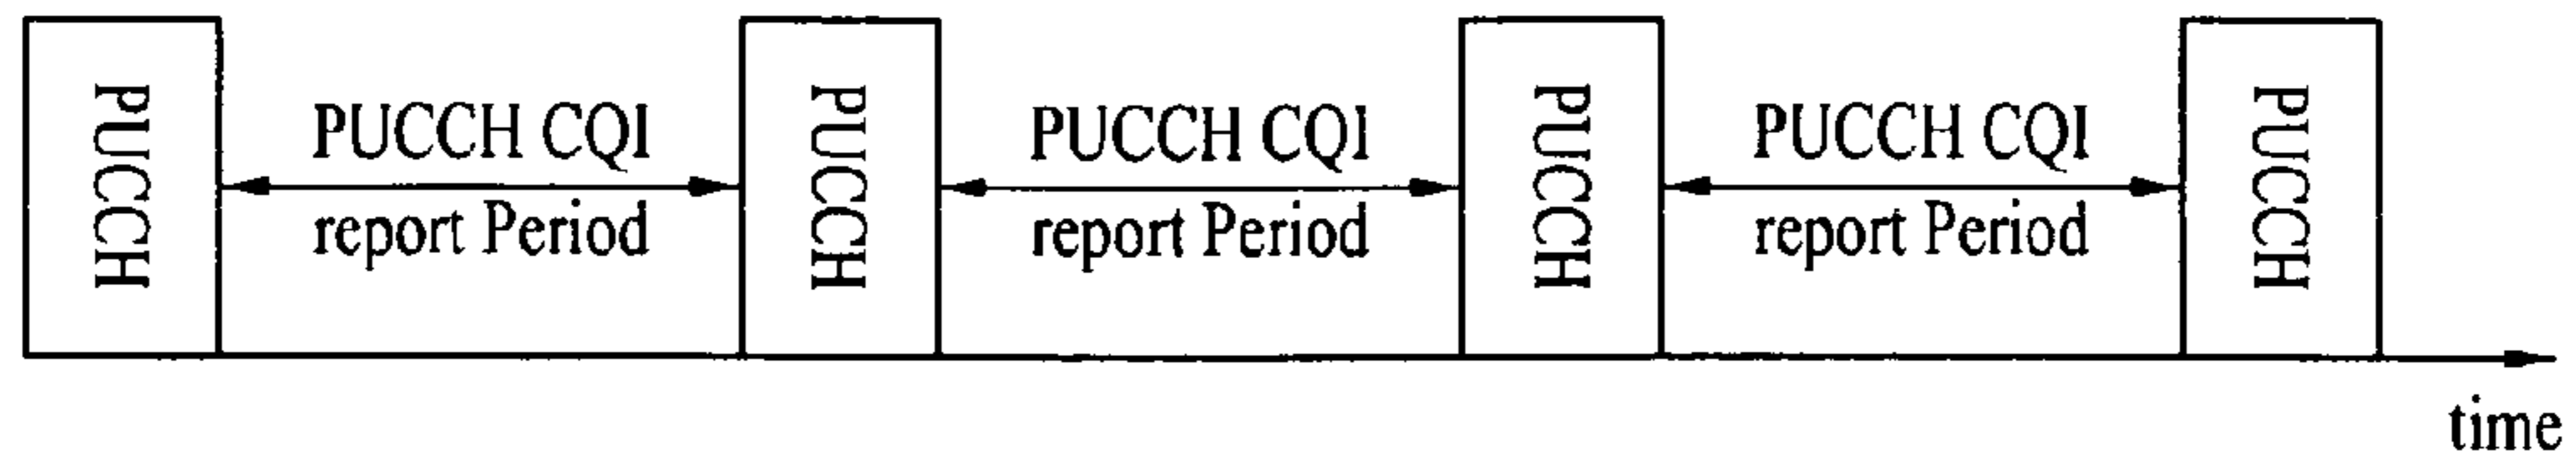 PUCCH
PUCCH CQI
report Period
PUCCH
PUCCH CQI
report Period
PUCCH
PUCCH CQI
report Period
PUCCH
time